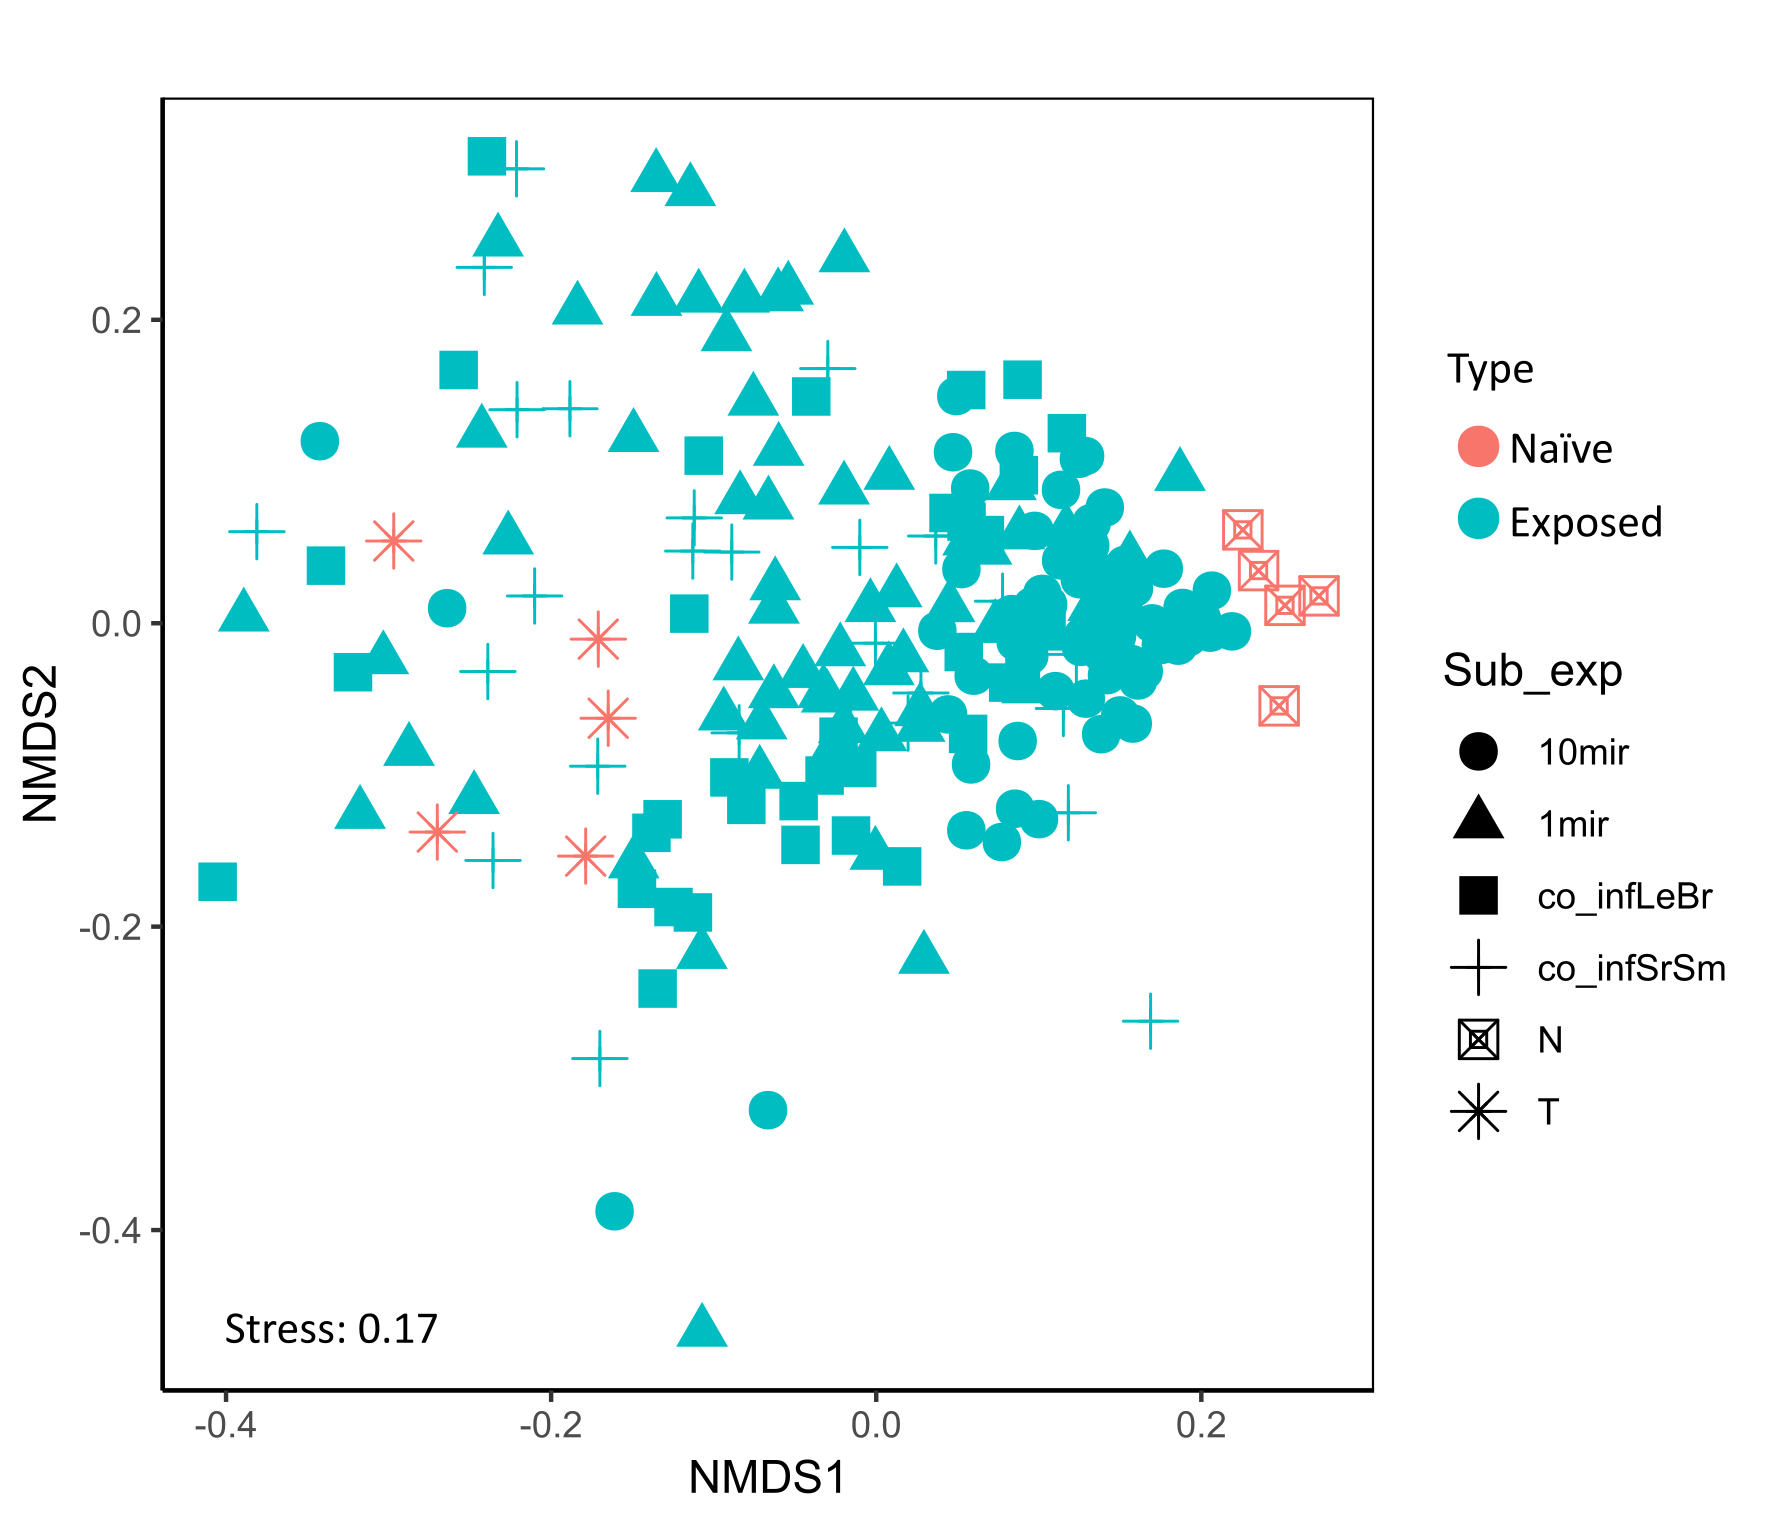 0.2
0.0
-0.2
-0.4
NMDS2
-0.4
-0.2
0.0
0.2
NMDS1
Stress: 0.17
Type
Naïve
Exposed
Sub_exp
10mir
1mir
co_infLeBr
co_infSrSm
N
T